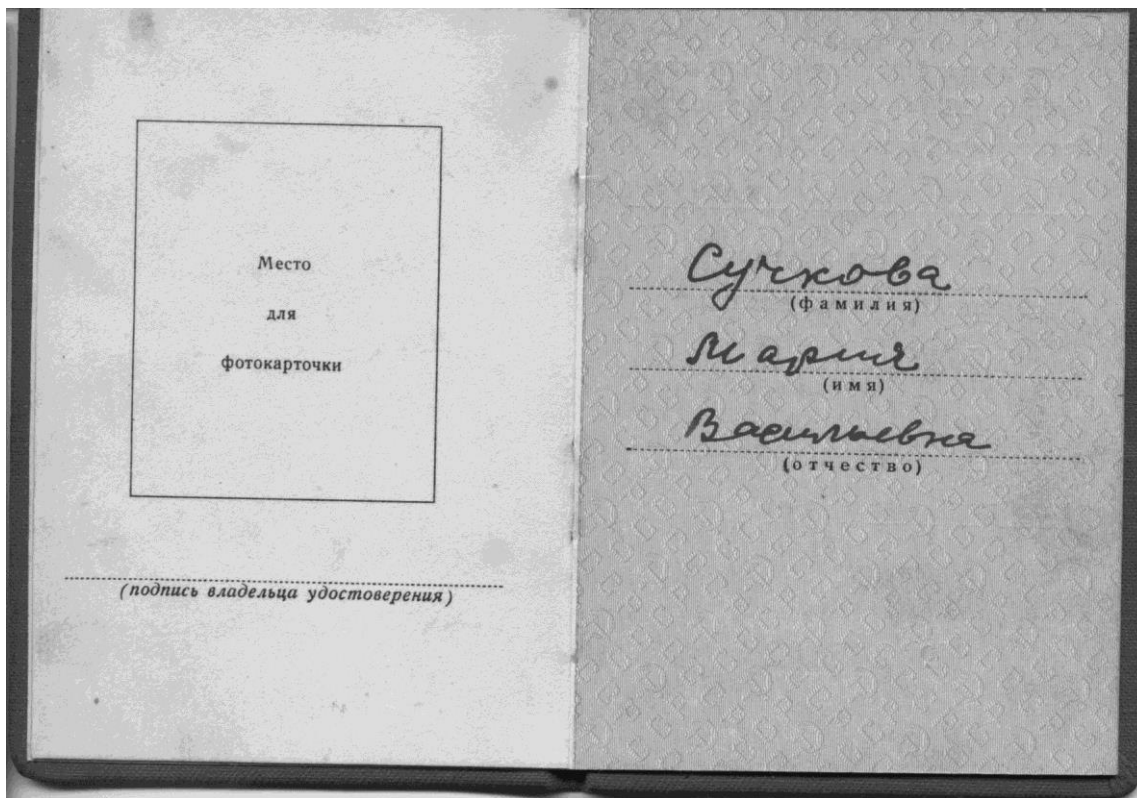 Место
для
фотокарточки
(подпись владельца удостоверения)
Сучкова
(фамилия)
Мария
(имя)
Васильевна
(отчество)